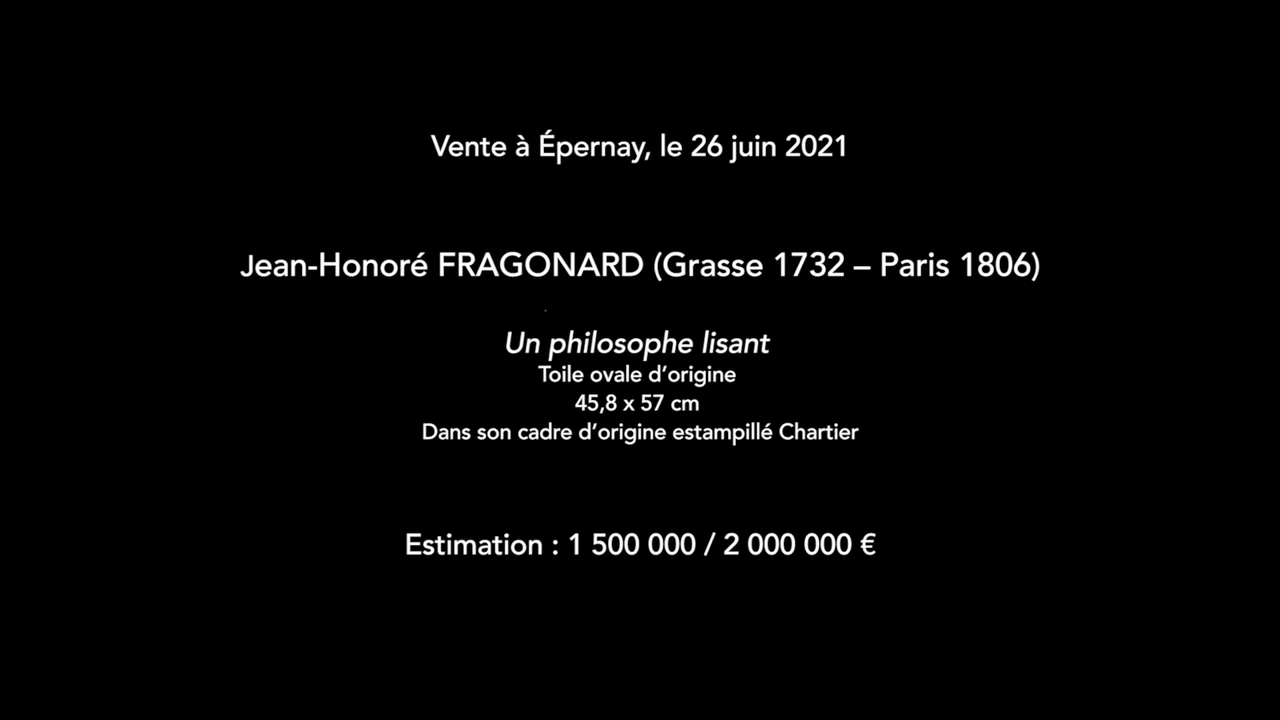 Vente à Épernay, le 26 juin 2021
Jean-Honoré FRAGONARD (Grasse 1732 – Paris 1806)
Un philosophe lisant
Toile ovale d’origine
45,8 x 57 cm
Dans son cadre d’origine estampillé Chartier
Estimation : 1 500 000 / 2 000 000 €